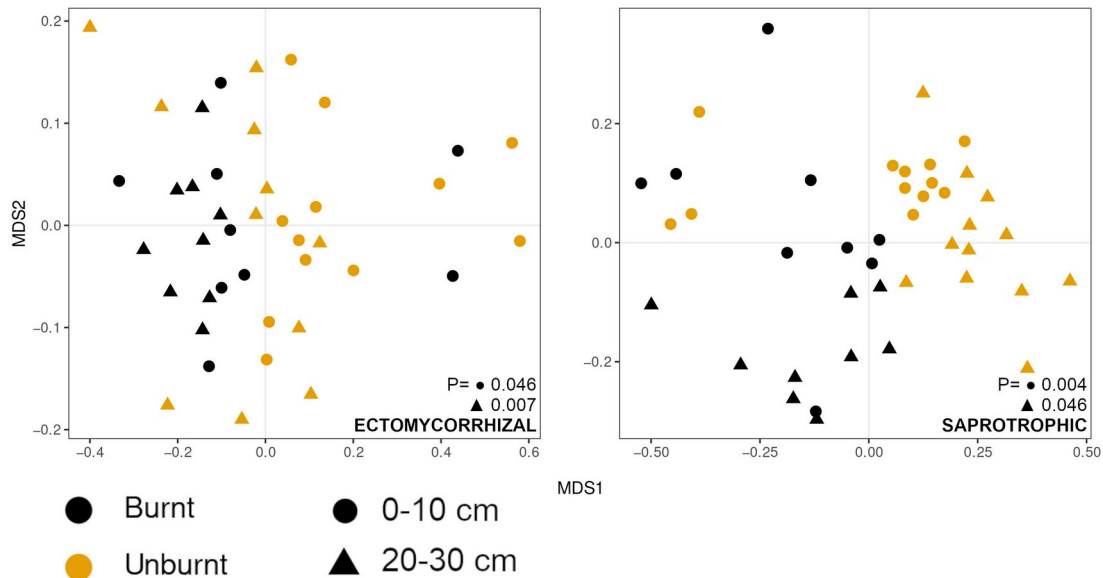 0.2
0.1
0.0
−0.1
−0.2
MDS2
−0.4
−0.2
0.0
0.2
0.4
0.6
P= ● 0.046
▲ 0.007
ECTOMYCORRHIZAL
0.2
0.0
−0.2
−0.50
−0.25
0.00
0.25
0.50
P= ● 0.004
▲ 0.046
SAPROTROPHIC
MDS1
Burnt
0-10 cm
Unburnt
20-30 cm